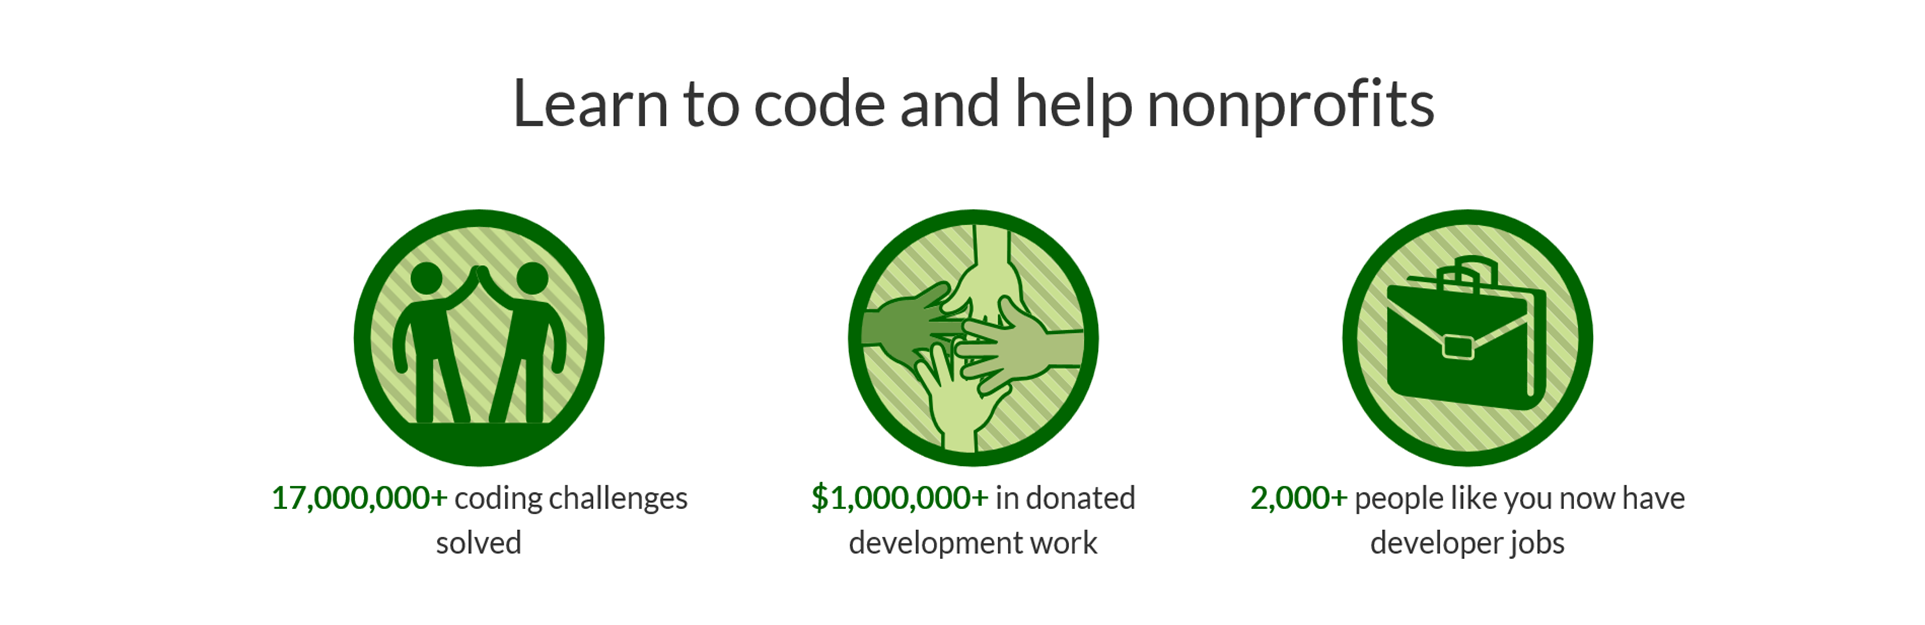 Learn to code and help nonprofits
17,000,000+ coding challenges
solved
$1,000,000+ in donated
development work
2,000+ people like you now have
developer jobs